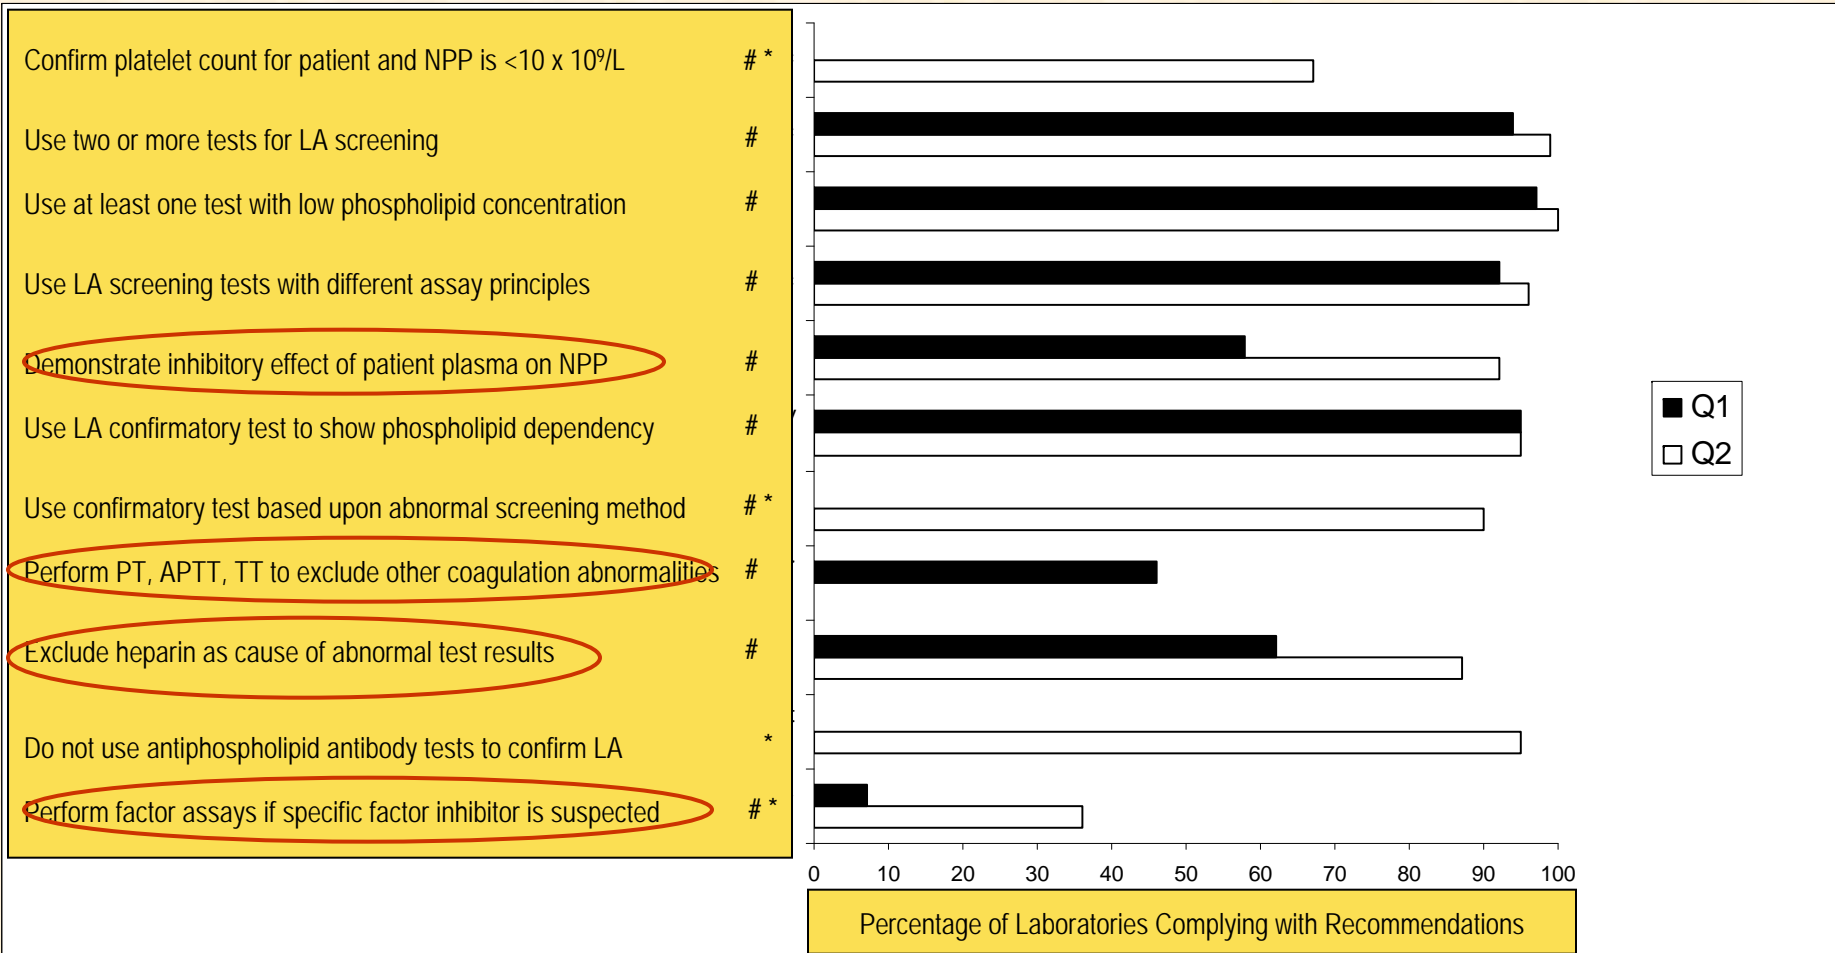 Confirm platelet count for patient and NPP is <10 x 10⁹/L # *
Use two or more tests for LA screening #
Use at least one test with low phospholipid concentration #
Use LA screening tests with different assay principles #
Demonstrate inhibitory effect of patient plasma on NPP #
Use LA confirmatory test to show phospholipid dependency #
Use confirmatory test based upon abnormal screening method # *
Perform PT, APTT, TT to exclude other coagulation abnormalities #
Exclude heparin as cause of abnormal test results #
Do not use antiphospholipid antibody tests to confirm LA *
Perform factor assays if specific factor inhibitor is suspected # *
Q1
Q2
0 10 20 30 40 50 60 70 80 90 100
Percentage of Laboratories Complying with Recommendations